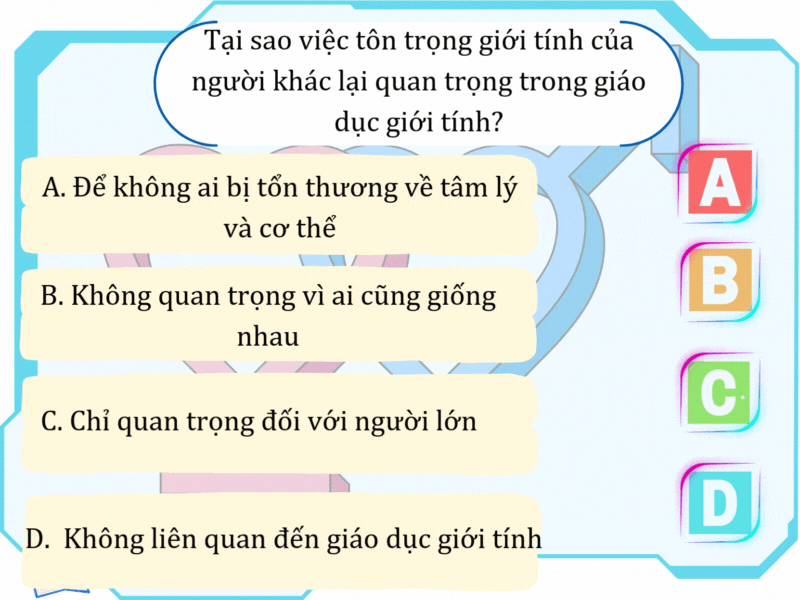 Tại sao việc tôn trọng giới tính của
người khác lại quan trọng trong giáo
dục giới tính?
A. Để không ai bị tổn thương về tâm lý
và cơ thể
B. Không quan trọng vì ai cũng giống
nhau
C. Chỉ quan trọng đối với người lớn
D. Không liên quan đến giáo dục giới tính
A
B
C
D